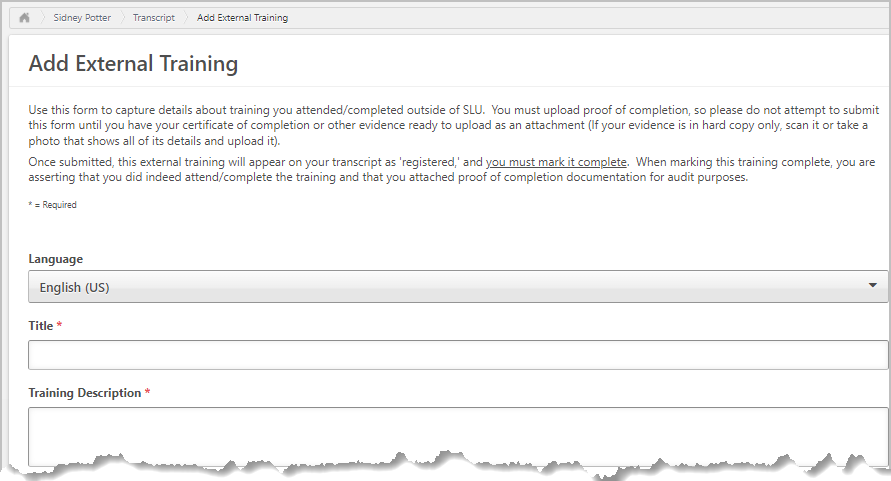 Sidney Potter Transcript Add External Training
Add External Training
Use this form to capture details about training you attended/completed outside of SLU.  You must upload proof of completion, so please do not attempt to submit
this form until you have your certificate of completion or other evidence ready to upload as an attachment (If your evidence is in hard copy only, scan it or take a
photo that shows all of its details and upload it).
Once submitted, this external training will appear on your transcript as 'registered,' and you must mark it complete.  When marking this training complete, you are
asserting that you did indeed attend/complete the training and that you attached proof of completion documentation for audit purposes.
* = Required
Language
English (US)
Title *
Training Description *